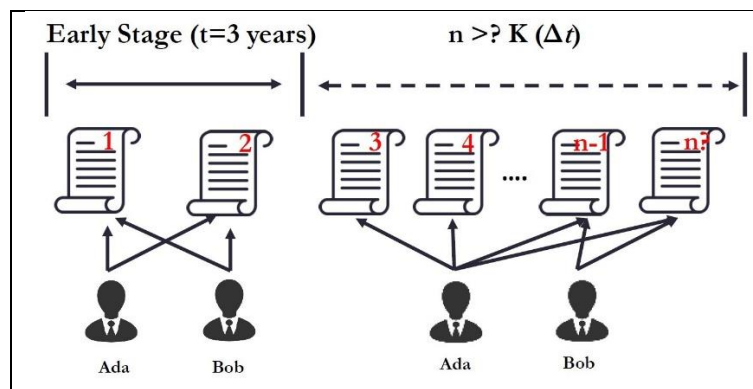 Early Stage (t=3 years)
n >? K (Δt)
1
2
3
4
....
n-1
n?
Ada
Bob
Ada
Bob